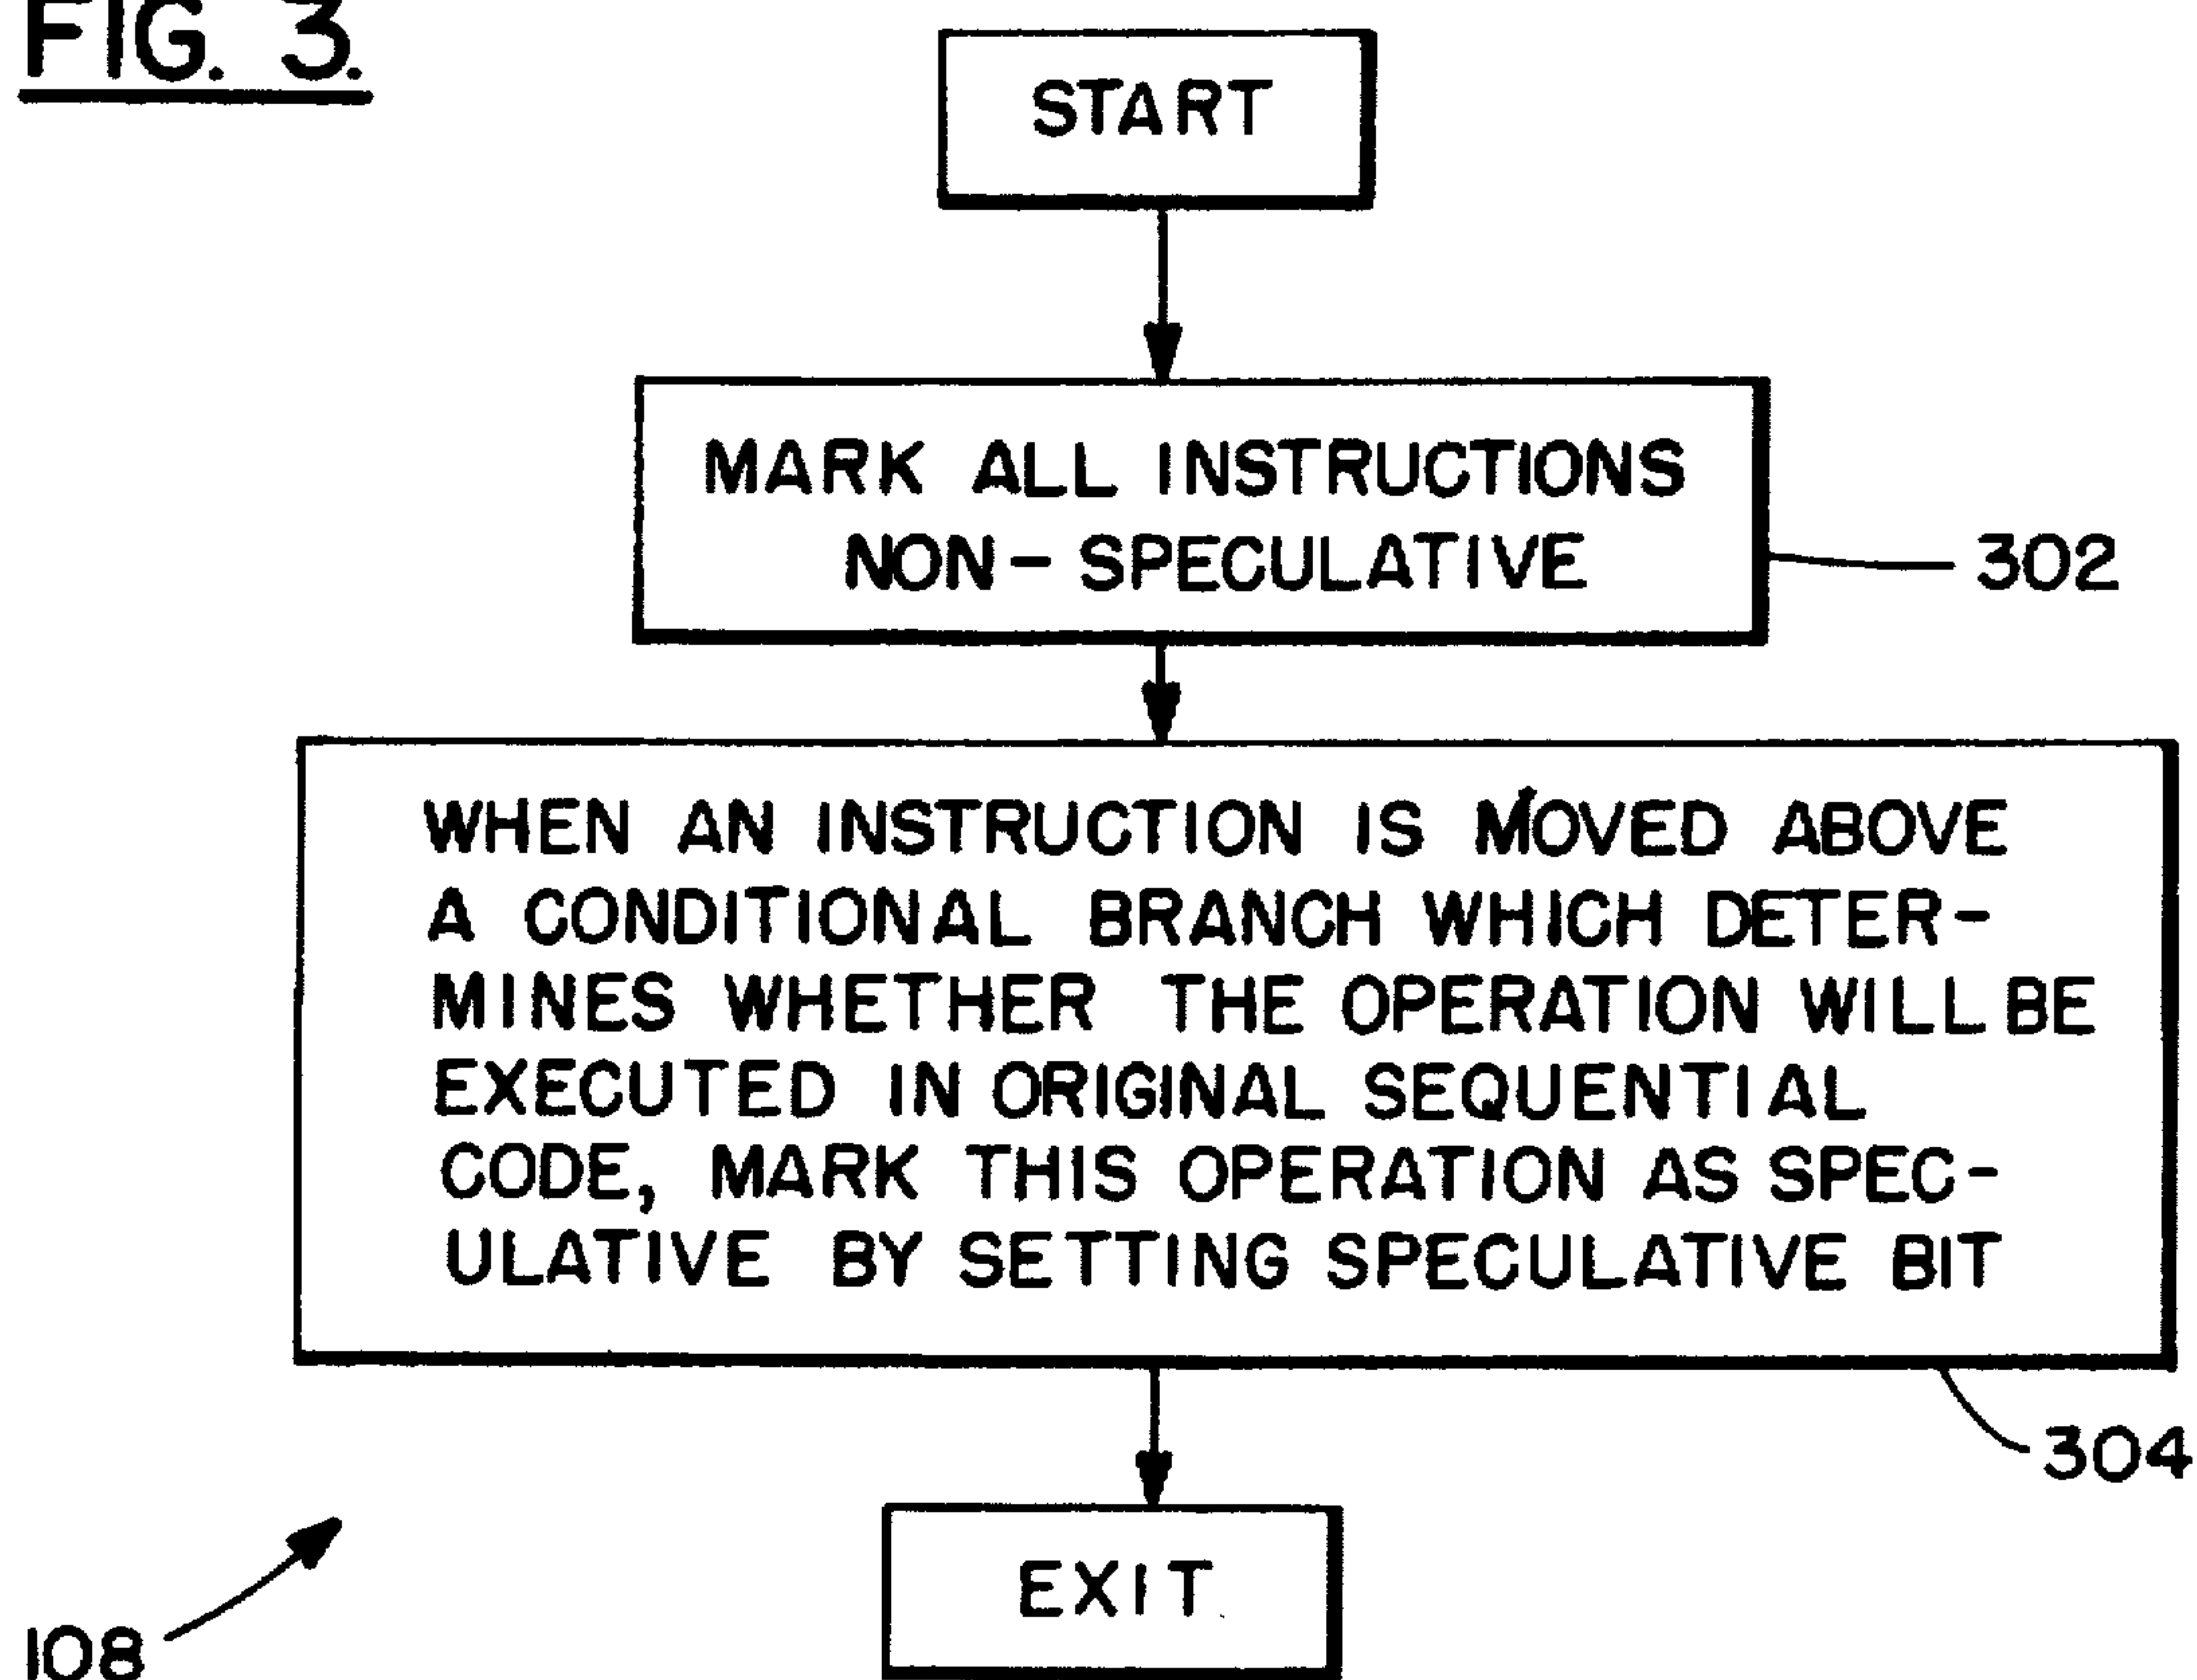 FIG. 3.
START
MARK ALL INSTRUCTIONS
NON-SPECULATIVE
302
WHEN AN INSTRUCTION IS MOVED ABOVE
A CONDITIONAL BRANCH WHICH DETER-
MINES WHETHER THE OPERATION WILL BE
EXECUTED IN ORIGINAL SEQUENTIAL
CODE, MARK THIS OPERATION AS SPEC-
ULATIVE BY SETTING SPECULATIVE BIT
304
EXIT
108